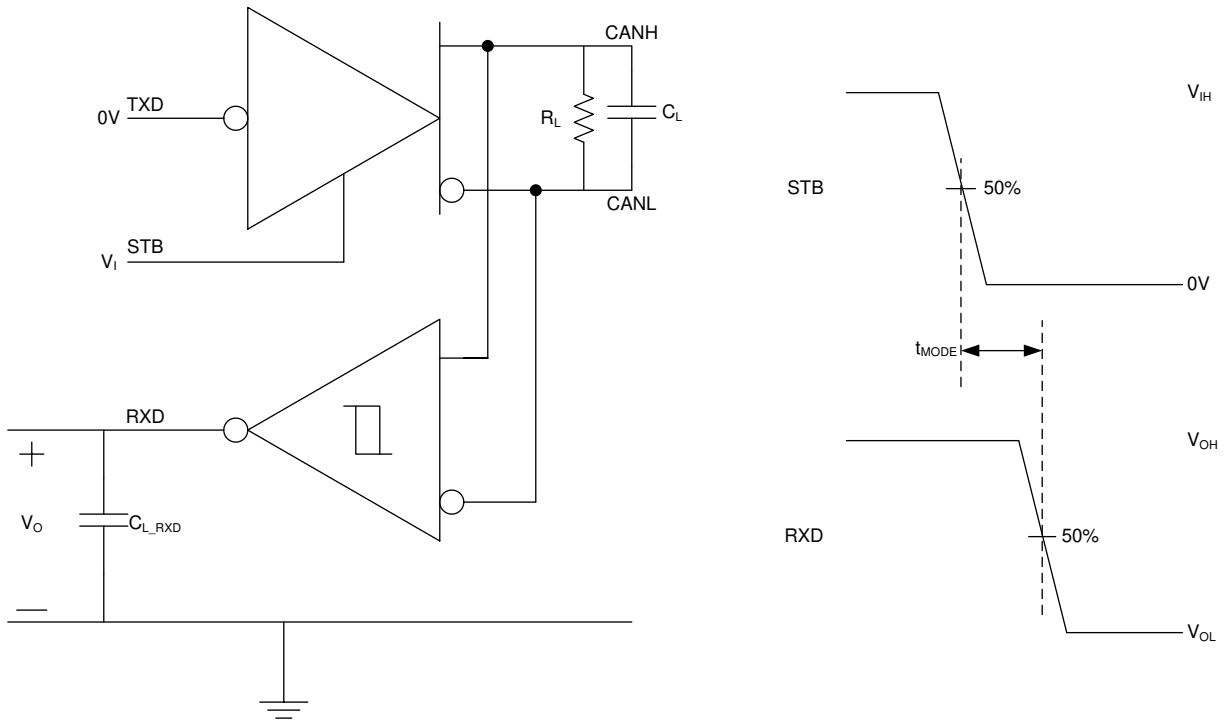 CANH
TXD
0V
R_L
C_L
CANL
STB
V_I
RXD
+
V_O
C_L_RXD
—
V_IH
STB
50%
0V
t_MODE
V_OH
RXD
50%
V_OL